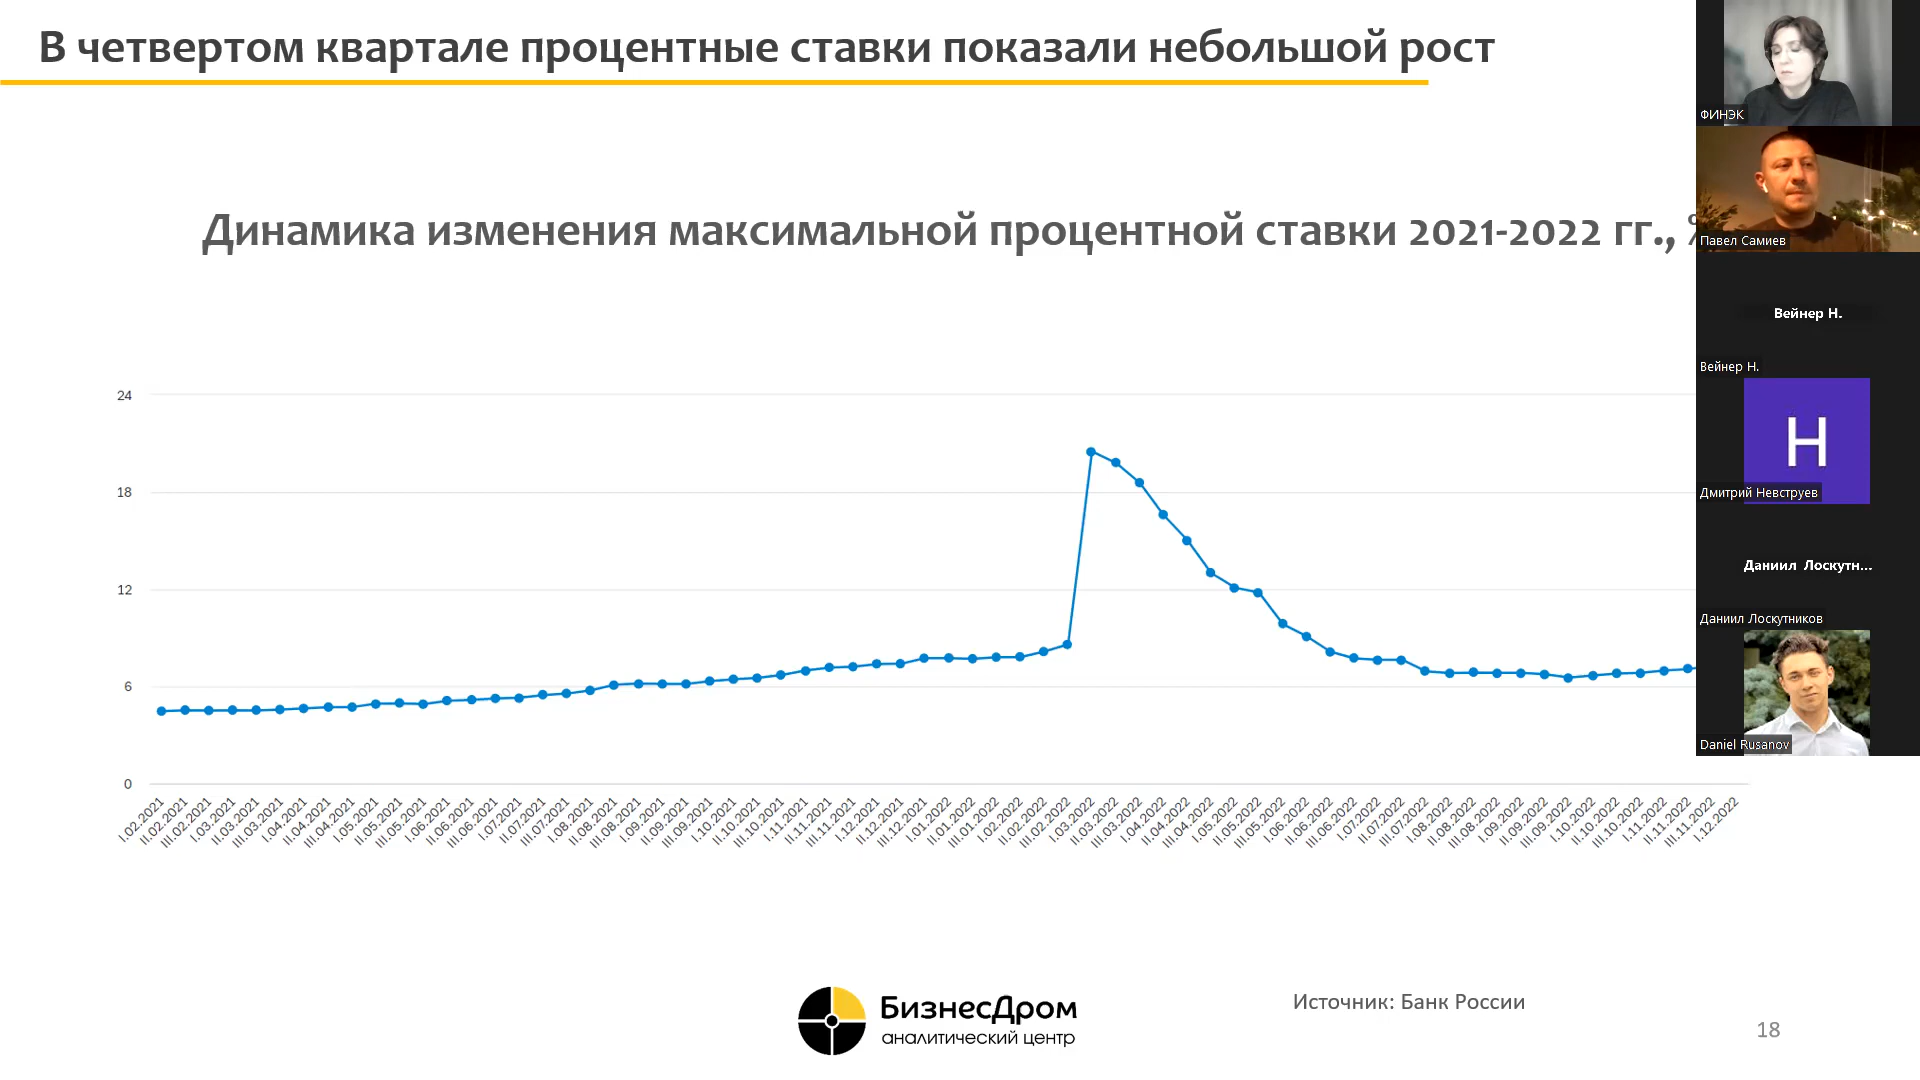 В четвертом квартале процентные ставки показали небольшой рост
Динамика изменения максимальной процентной ставки 2021-2022 гг.,
24
18
12
6
0
I.02.2021
II.02.2021
III.02.2021
I.03.2021
II.03.2021
III.03.2021
I.04.2021
II.04.2021
III.04.2021
I.05.2021
II.05.2021
III.05.2021
I.06.2021
II.06.2021
III.06.2021
I.07.2021
II.07.2021
III.07.2021
I.08.2021
II.08.2021
III.08.2021
I.09.2021
II.09.2021
III.09.2021
I.10.2021
II.10.2021
III.10.2021
I.11.2021
II.11.2021
III.11.2021
I.12.2021
II.12.2021
III.12.2021
I.01.2022
II.01.2022
III.01.2022
I.02.2022
II.02.2022
III.02.2022
I.03.2022
II.03.2022
III.03.2022
I.04.2022
II.04.2022
III.04.2022
I.05.2022
II.05.2022
III.05.2022
I.06.2022
II.06.2022
III.06.2022
I.07.2022
II.07.2022
III.07.2022
I.08.2022
II.08.2022
III.08.2022
I.09.2022
II.09.2022
III.09.2022
I.10.2022
II.10.2022
III.10.2022
I.11.2022
II.11.2022
III.11.2022
I.12.2022
БизнесДром
аналитический центр
Источник: Банк России
18
ФИНЭК
Павел Самиев
Вейнер Н.
Вейнер Н.
Н
Дмитрий Невструев
Даниил Лоскутн...
Даниил Лоскутников
Daniel Rusanov